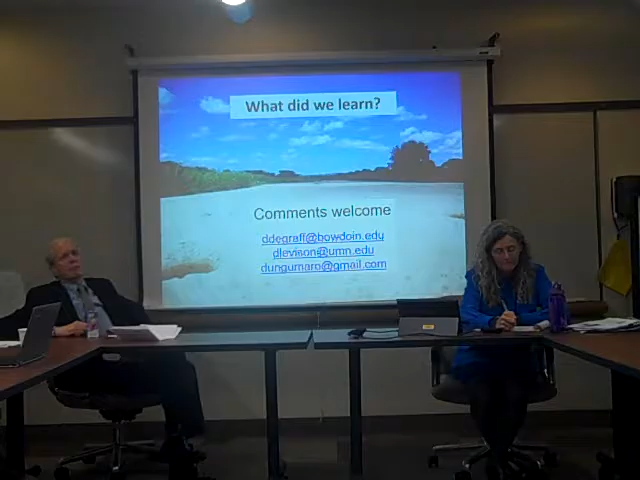 What did we learn?
Comments welcome
ddegraff@bowdoin.edu
dlevison@umn.edu
dungumaro@gmail.com